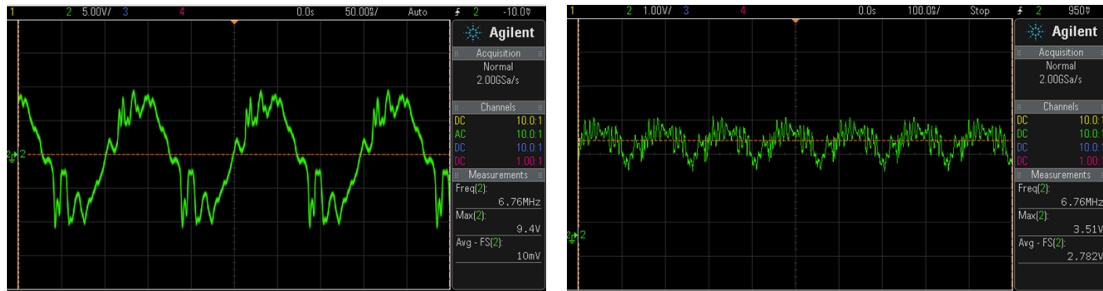 1 2 5.00V/ 3 4 0.0s 50.00°/ Auto 2 -10.0V
Agilent
Acquisition
Normal
2.00GSa/s
Channels
DC 10.0:1
AC 10.0:1
DC 10.0:1
DC 1.00:1
Measurements
Freq(2):
6.76MHz
Max(2):
9.4V
Avg - FS(2):
10mV
2
1 2 1.00V/ 3 4 0.0s 100.0°/ Stop 2 950V
Agilent
Acquisition
Normal
2.00GSa/s
Channels
DC 10.0:1
DC 10.0:1
DC 10.0:1
DC 1.00:1
Measurements
Freq(2):
6.76MHz
Max(2):
3.51V
Avg - FS(2):
2.782V
2